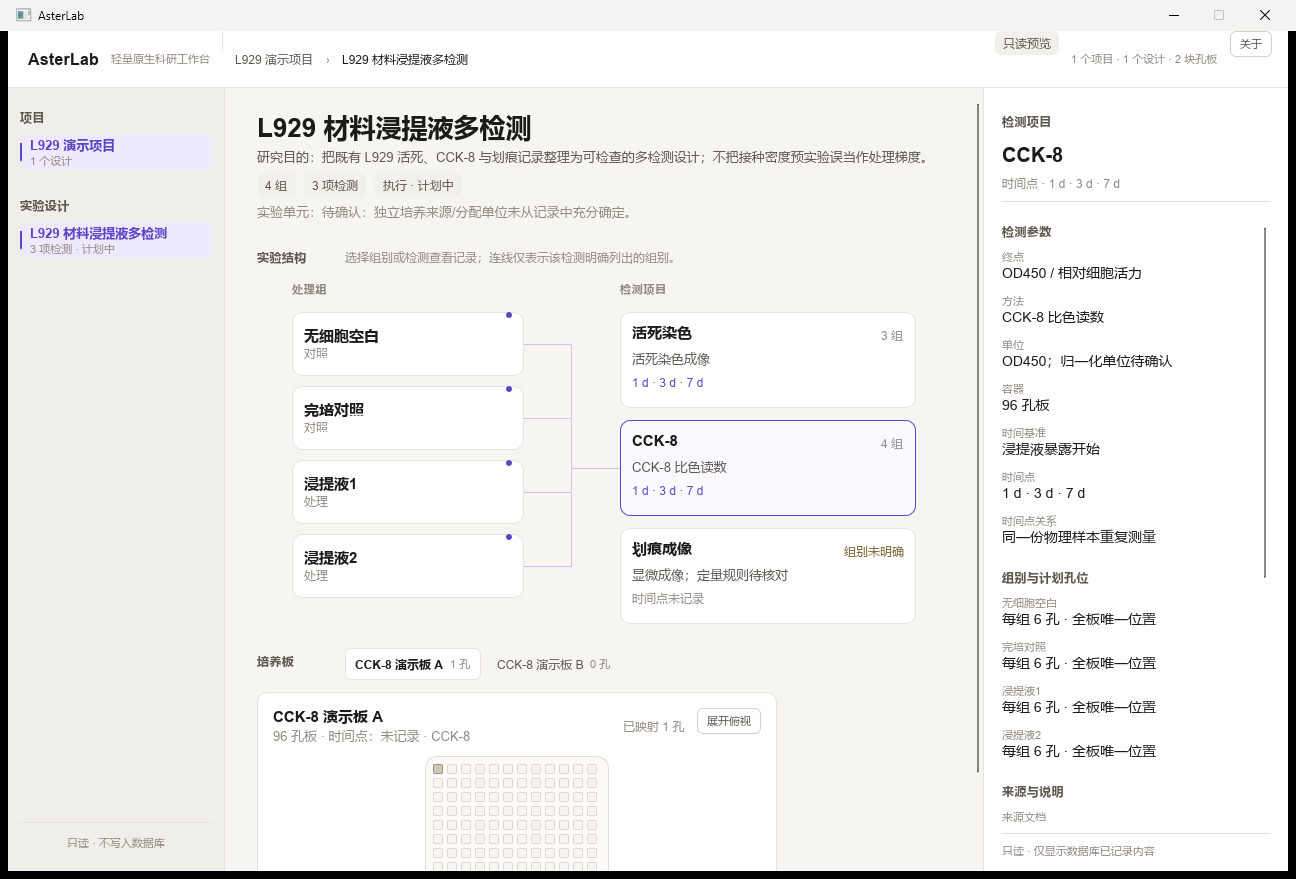 AsterLab
AsterLab 轻量原生科研工作台
L929 演示项目 › L929 材料浸提液多检测
只读预览
1 个项目 · 1 个设计 · 2 块孔板
关于
项目
L929 演示项目
1 个设计
实验设计
L929 材料浸提液多检测
3 项检测 · 计划中
只迹 · 不写入数据库
L929 材料浸提液多检测
研究目的：把既有 L929 活死、CCK-8 与划痕记录整理为可检查的多检测设计；不把接种密度预实验误当作处理梯度。
4 组
3 项检测
执行 · 计划中
实验单元：待确认：独立培养来源/分配单位未从记录中充分确定。
实验结构
选择组别或检测查看记录；连线仅表示该检测明确列出的组别。
处理组
检测项目
无细胞空白
对照
完培对照
对照
浸提液1
处理
浸提液2
处理
活死染色
3 组
活死染色成像
1 d · 3 d · 7 d
CCK-8
4 组
CCK-8 比色读数
1 d · 3 d · 7 d
划痕成像
组别未明确
显微成像；定量规则待核对
时间点未记录
培养板
CCK-8 演示板 A 1 孔
CCK-8 演示板 B 0 孔
CCK-8 演示板 A
96 孔板 · 时间点：未记录 · CCK-8
已映射 1 孔
展开俯视
检测项目
CCK-8
时间点 · 1 d · 3 d · 7 d
检测参数
终点
OD450 / 相对细胞活力
方法
CCK-8 比色读数
单位
OD450；归一化单位待确认
容器
96 孔板
时间基准
浸提液暴露开始
时间点
1 d · 3 d · 7 d
时间点关系
同一份物理样本重复测量
组别与计划孔位
无细胞空白
每组 6 孔 · 全板唯一位置
完培对照
每组 6 孔 · 全板唯一位置
浸提液1
每组 6 孔 · 全板唯一位置
浸提液2
每组 6 孔 · 全板唯一位置
来源与说明
来源文档
只迹 · 仅显示数据库已记录内容